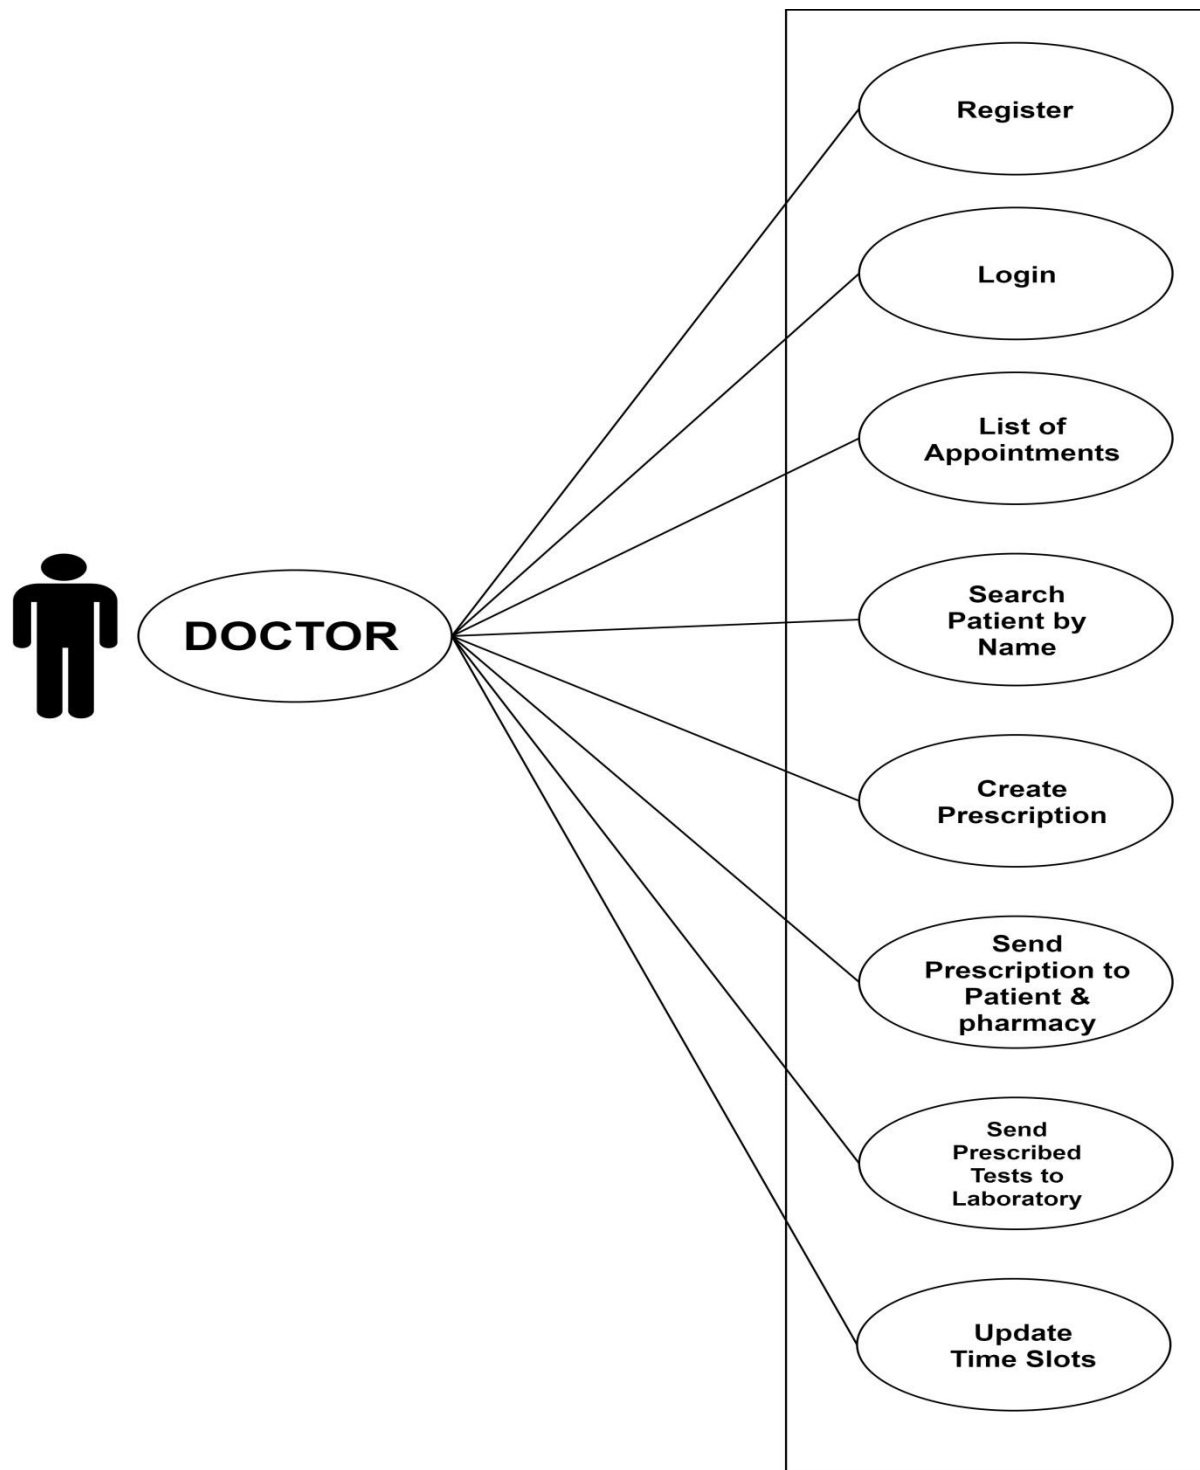 Register
Login
List of
Appointments
DOCTOR
Search
Patient by
Name
Create
Prescription
Send
Prescription to
Patient &
pharmacy
Send
Prescribed
Tests to
Laboratory
Update
Time Slots